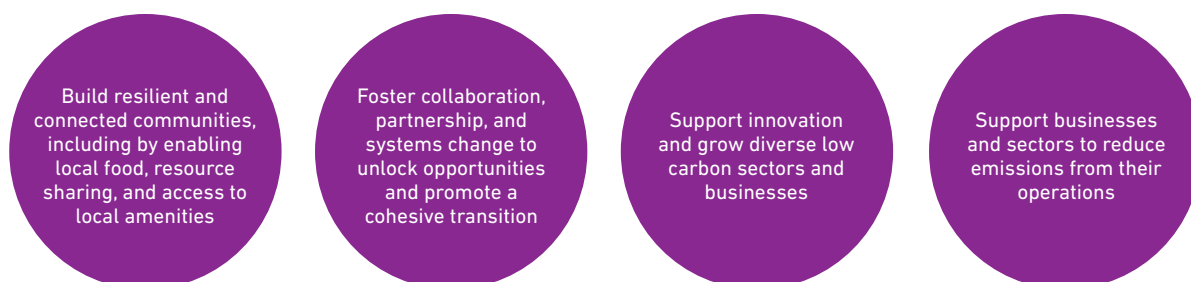 Build resilient and
connected communities,
including by enabling
local food, resource
sharing, and access to
local amenities
Foster collaboration,
partnership, and
systems change to
unlock opportunities
and promote a
cohesive transition
Support innovation
and grow diverse low
carbon sectors and
businesses
Support businesses
and sectors to reduce
emissions from their
operations